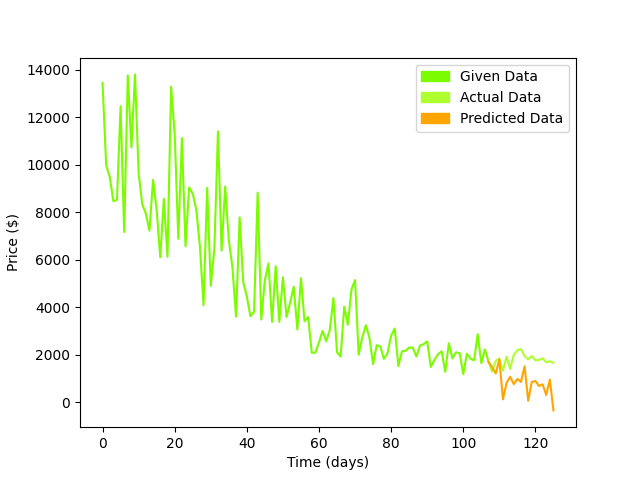 Given Data
Actual Data
Predicted Data
14000
12000
10000
8000
6000
4000
2000
0
Price ($)
0 20 40 60 80 100 120
Time (days)